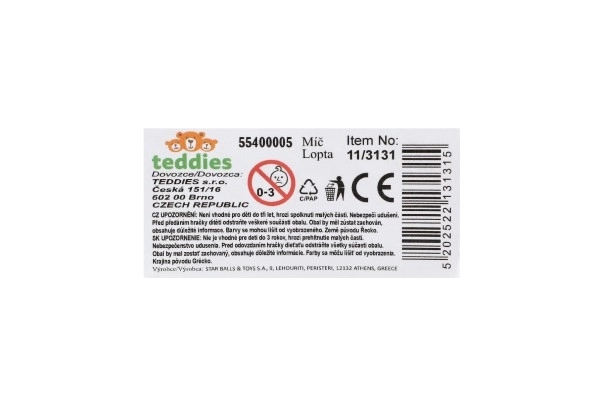 teddies
55400005
Míč
Lopta
Item No:
11/3131
Dovozce/Dovozca:
TEDDIES s.r.o.
Česká 151/16
602 00 Brno
CZECH REPUBLIC
0-3
C/PAP
CE
CZ UPOZORNĚNÍ: Není vhodné pro děti do tří let, hrozí spolknutí malých částí. Nebezpečí udušení.
Před předáním hračky dítěti odstraňte veškeré součásti obalu. Obal by měl zůstat zachován,
obsahuje důležité informace. Barvy se mohou lišit od vyobrazeného. Země původu Řecko.
SK UPOZORNENIE: Nie je vhodné pre deti do 3 rokov, hrozí prehltnutie malých častí.
Nebezpečenstvo udusenia. Pred odovzdaním hračky dieťaťu odstráňte všetky súčasti obalu.
Obal by mal zostať zachovaný, obsahuje dôležité informácie. Farby se môžu líšiť od vyobrazenia.
Krajina pôvodu Grécko.
Výrobce/Výrobca: STAR BALLS & TOYS S.A., 9, LEHOURITI, PERISTERI, 12132 ATHENS, GREECE
5 202522 131315